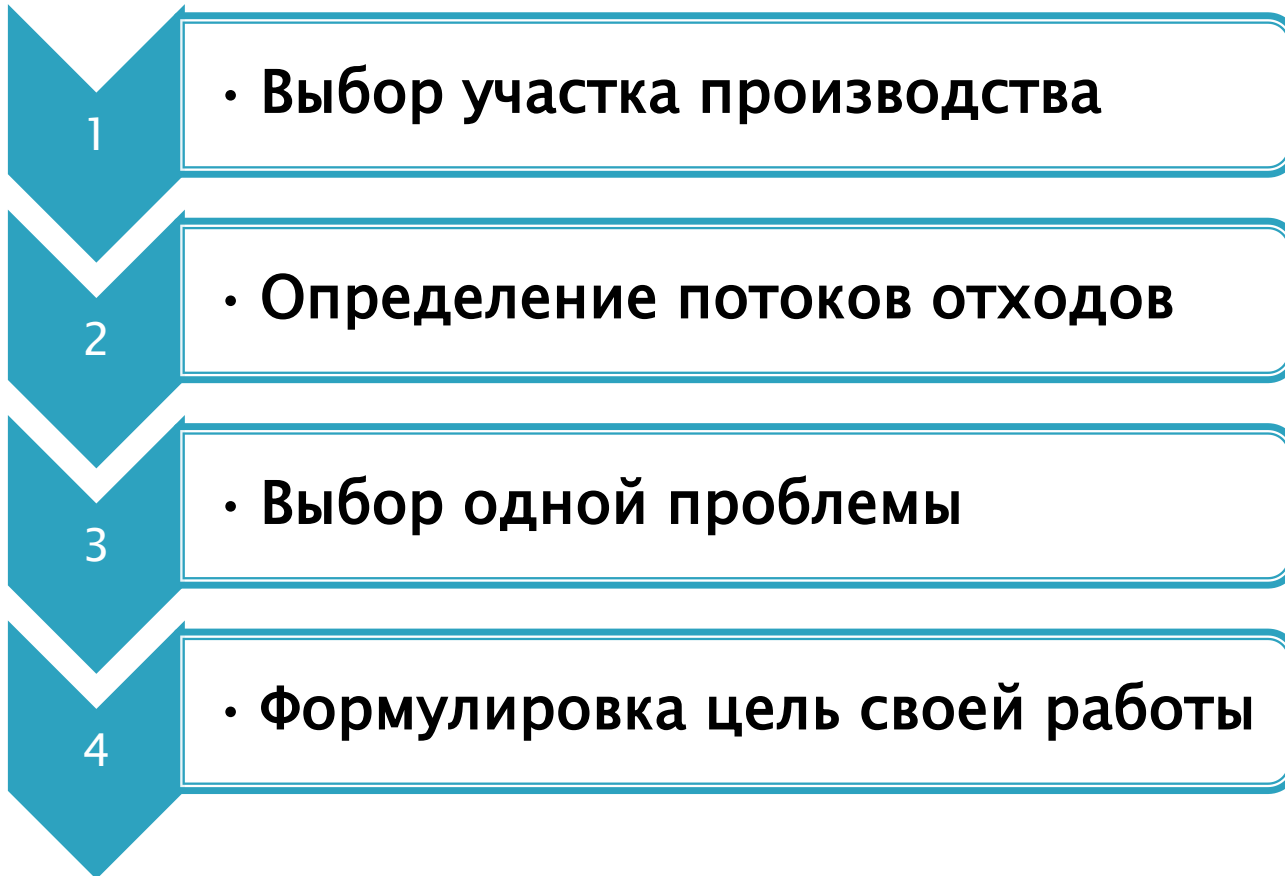 1
• Выбор участка производства
2
• Определение потоков отходов
3
• Выбор одной проблемы
4
• Формулировка цель своей работы